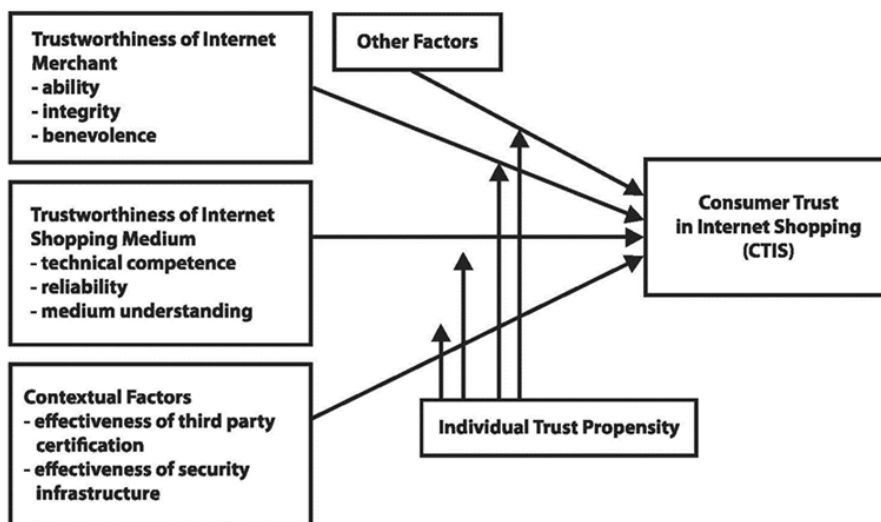 Trustworthiness of Internet
Merchant
- ability
- integrity
- benevolence
Other Factors
Trustworthiness of Internet
Shopping Medium
- technical competence
- reliability
- medium understanding
Consumer Trust
in Internet Shopping
(CTIS)
Contextual Factors
- effectiveness of third party
certification
- effectiveness of security
infrastructure
Individual Trust Propensity